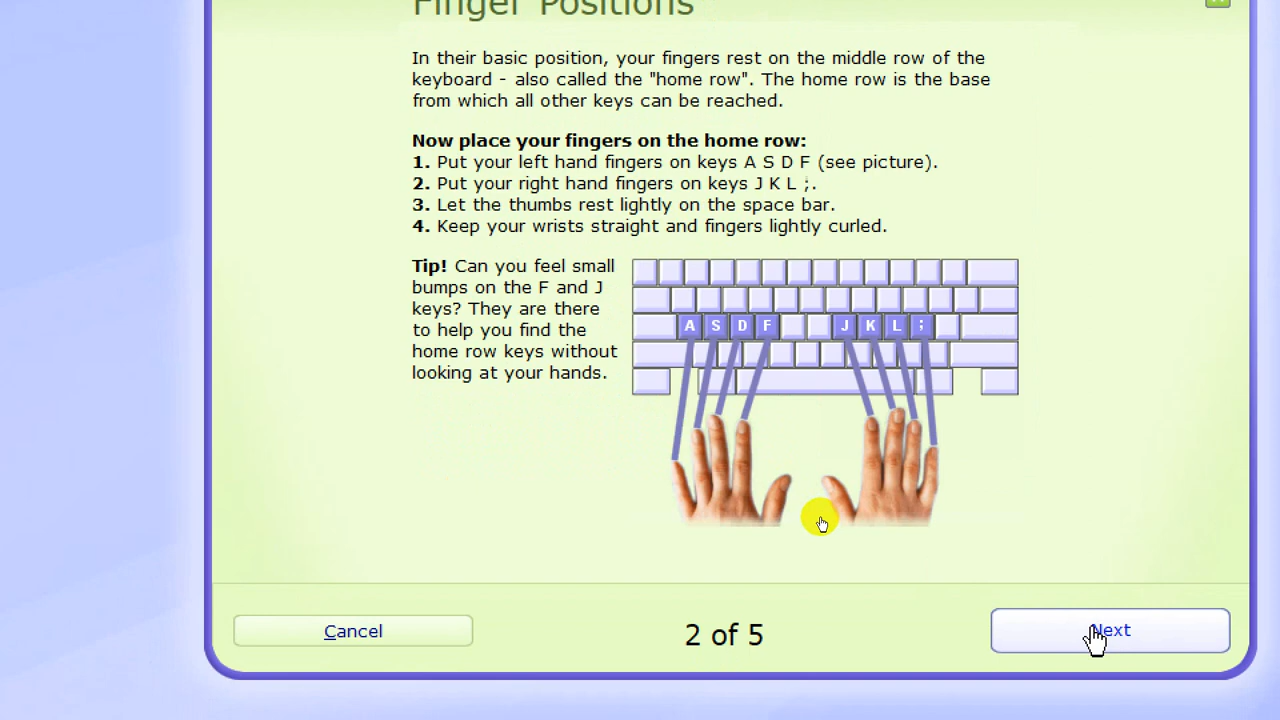 Finger Positions
In their basic position, your fingers rest on the middle row of the
keyboard - also called the "home row". The home row is the base
from which all other keys can be reached.
Now place your fingers on the home row:
1. Put your left hand fingers on keys A S D F (see picture).
2. Put your right hand fingers on keys J K L ;.
3. Let the thumbs rest lightly on the space bar.
4. Keep your wrists straight and fingers lightly curled.
Tip! Can you feel small
bumps on the F and J
keys? They are there
to help you find the
home row keys without
looking at your hands.
A S D F J K L ;
Cancel
2 of 5
Next